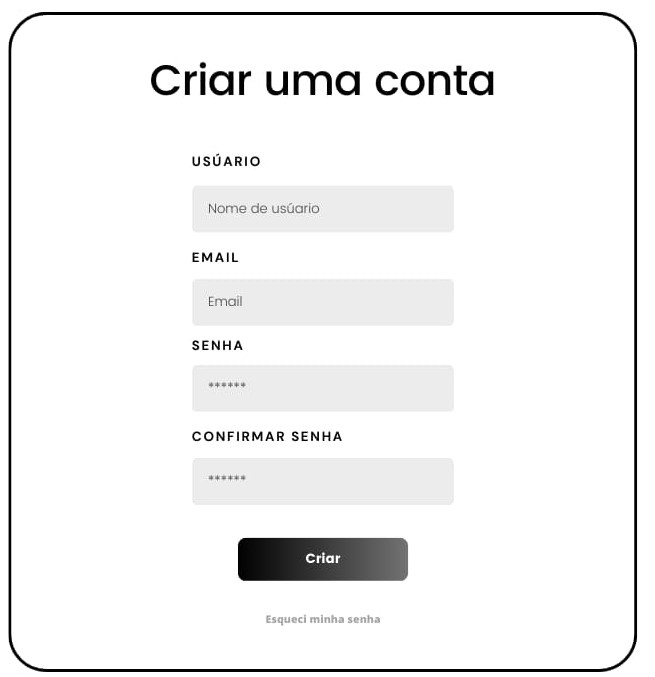 Criar uma conta
USÚARIO
Nome de usúario
EMAIL
Email
SENHA
******
CONFIRMAR SENHA
******
Criar
Esqueci minha senha